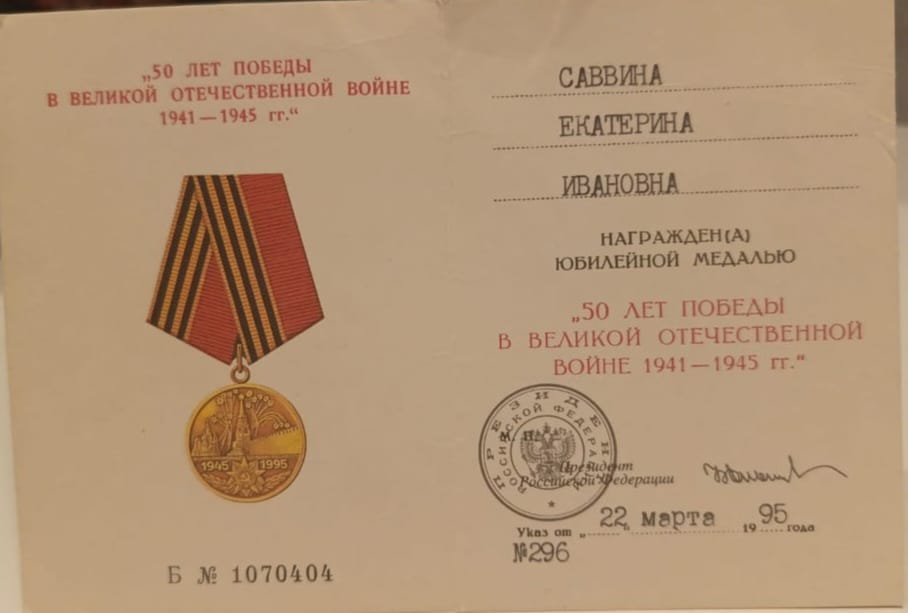 „50 ЛЕТ ПОБЕДЫ
В ВЕЛИКОЙ ОТЕЧЕСТВЕННОЙ ВОЙНЕ
1941 — 1945 гг.“
1945 1995
Б № 1070404
САВВИНА
ЕКАТЕРИНА
ИВАНОВНА
НАГРАЖДЕН(А)
ЮБИЛЕЙНОЙ МЕДАЛЬЮ
„50 ЛЕТ ПОБЕДЫ
В ВЕЛИКОЙ ОТЕЧЕСТВЕННОЙ
ВОЙНЕ 1941 — 1945 гг.“
ПРЕЗИДЕНТ
РОССИЙСКОЙ ФЕДЕРАЦИИ
Президент
Российской Федерации
Указ от „ 22 “ марта 19 95 года
№296